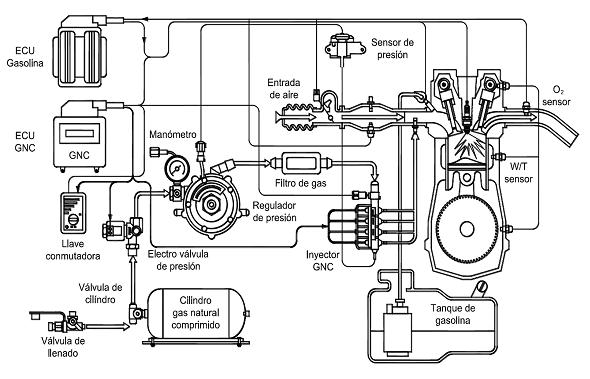 ECU
Gasolina
ECU
GNC
GNC
Llave
conmutadora
Manómetro
Entrada
de aire
Sensor de
presión
O₂
sensor
W/T
sensor
Filtro de gas
Regulador
de presión
Electro válvula
de presión
Inyector
GNC
Válvula de
cilindro
Cilindro
gas natural
comprimido
Tanque de
gasolina
Válvula de
llenado